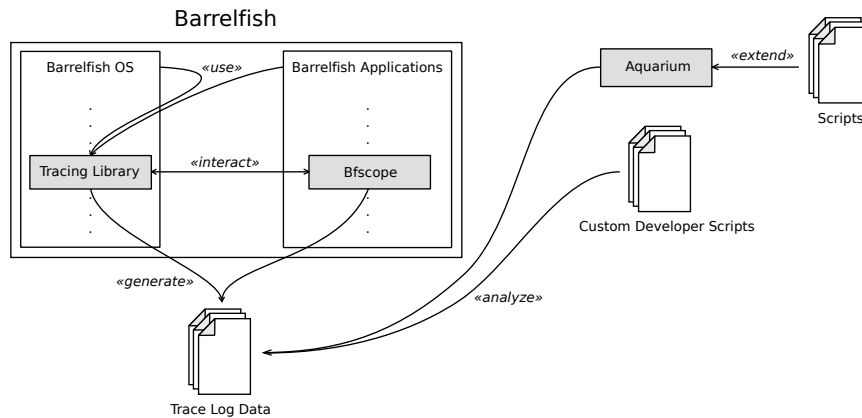 Barrelfish
Barrelfish OS
«use»
Barrelfish Applications
Aquarium
«extend»
Scripts
Tracing Library
«interact»
Bfscope
Custom Developer Scripts
«generate»
«analyze»
Trace Log Data